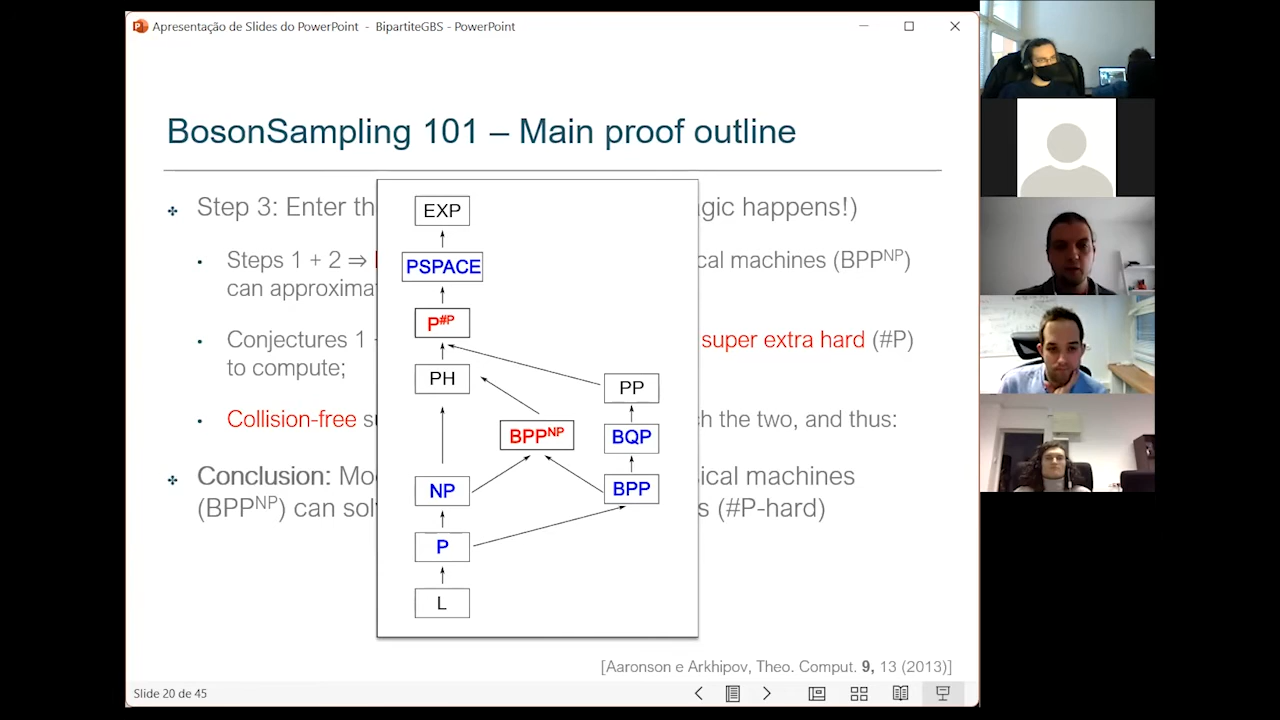 Apresentação de Slides do PowerPoint - BipartiteGBS - PowerPoint
BosonSampling 101 – Main proof outline
Step 3: Enter th
gic happens!)
Steps 1 + 2 ⇒
cal machines (BPPᴺᴾ)
can approximat
Conjectures 1
super extra hard (#P)
to compute;
Collision-free
h the two, and thus:
Conclusion: Mo
ical machines
(BPPᴺᴾ) can sol
s (#P-hard)
EXP
PSPACE
P#P
PH
PP
BPPᴺᴾ
BQP
NP
BPP
P
L
[Aaronson e Arkhipov, Theo. Comput. 9, 13 (2013)]
Slide 20 de 45